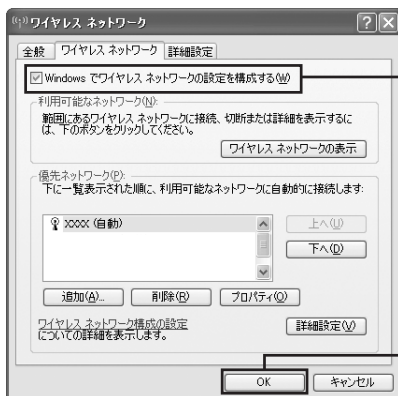 ワイヤレス ネットワーク
全般 ワイヤレス ネットワーク 詳細設定
Windows でワイヤレス ネットワークの設定を構成する(W)
利用可能なネットワーク(N):
範囲にあるワイヤレス ネットワークに接続、切断または詳細を表示するに
は、下のボタンをクリックしてください。
ワイヤレス ネットワークの表示
優先ネットワーク(P):
下に一覧表示された順に、利用可能なネットワークに自動的に接続します:
xxxx (自動)
上へ(U)
下へ(D)
追加(A)... 削除(R) プロパティ(O)
ワイヤレス ネットワーク構成の設定
についての詳細を表示します。
詳細設定(V)
OK キャンセル